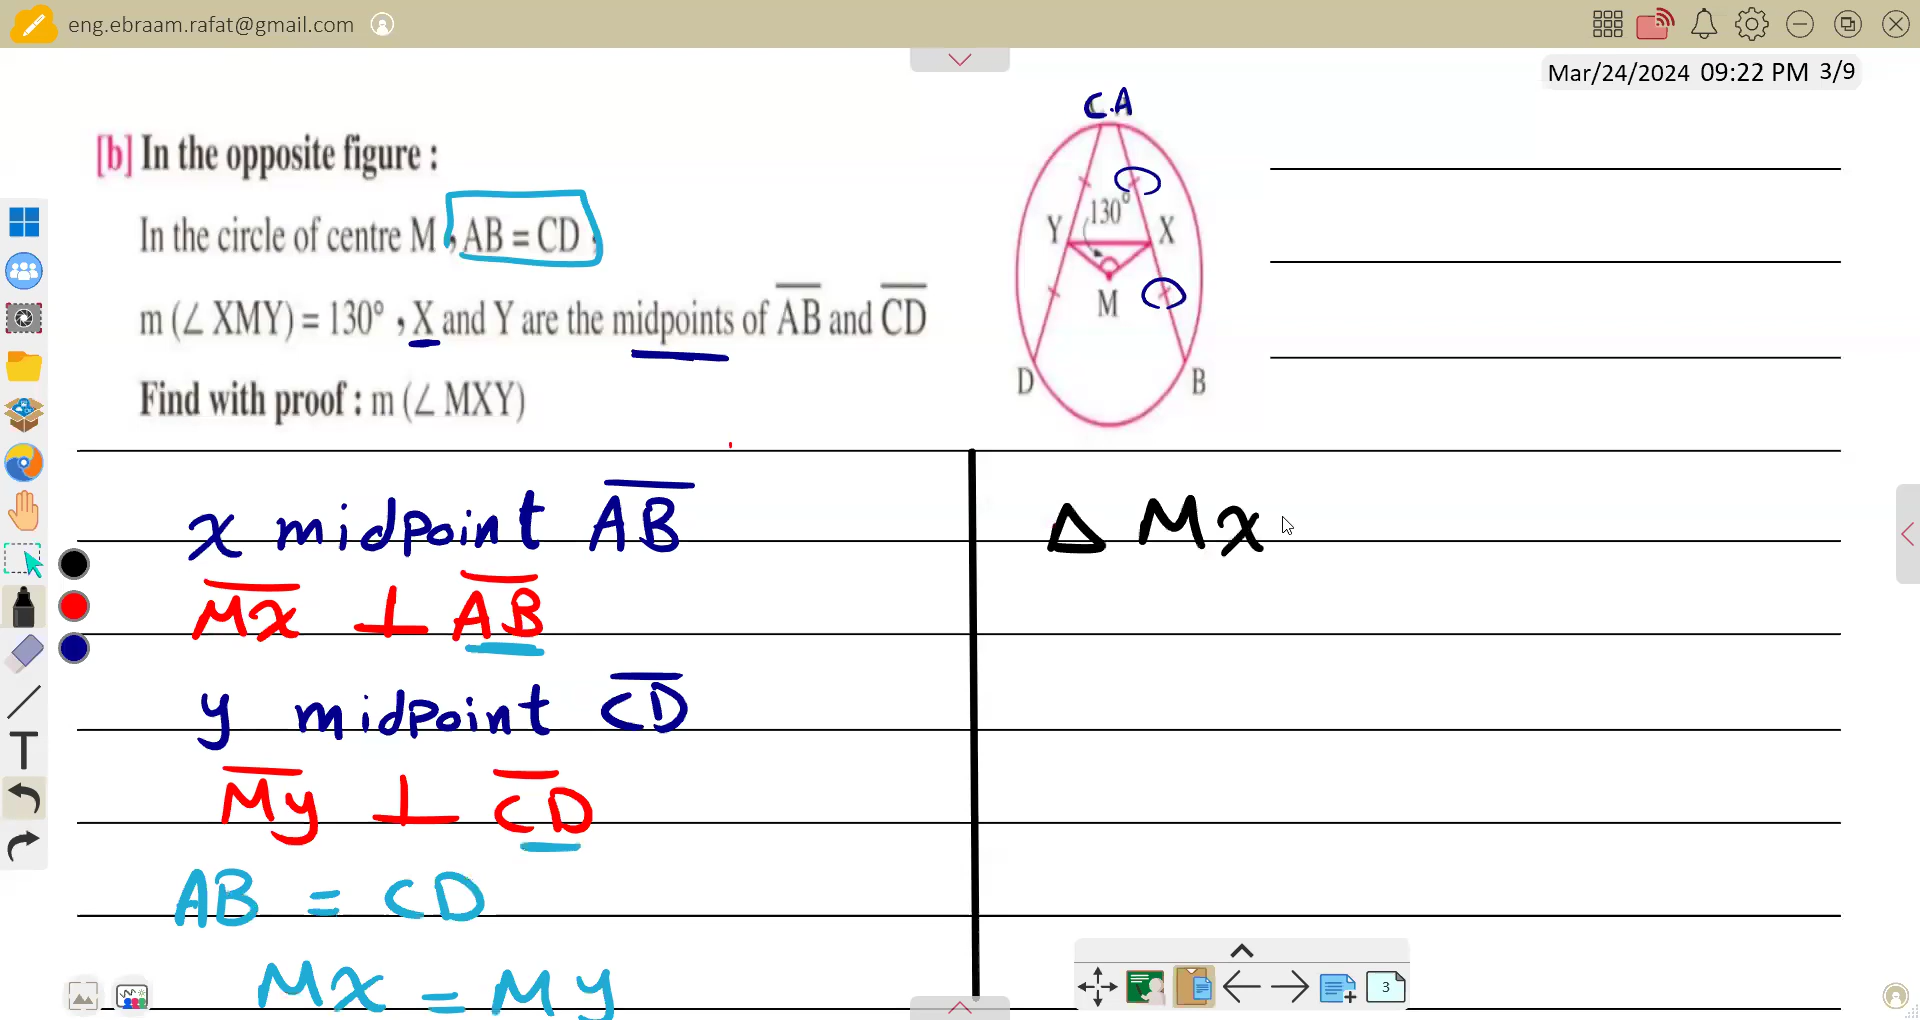 eng.ebraam.rafat@gmail.com
Mar/24/2024 09:22 PM 3/9
[b] In the opposite figure :
In the circle of centre M , AB = CD ,
m (∠ XMY) = 130° , X and Y are the midpoints of AB and CD
Find with proof : m (∠ MXY)
C.A
130°
Y
X
M
D
B
x midpoint AB
Mx ⊥ AB
y midpoint CD
My ⊥ CD
AB = CD
Mx = My
Δ Mx
T
3